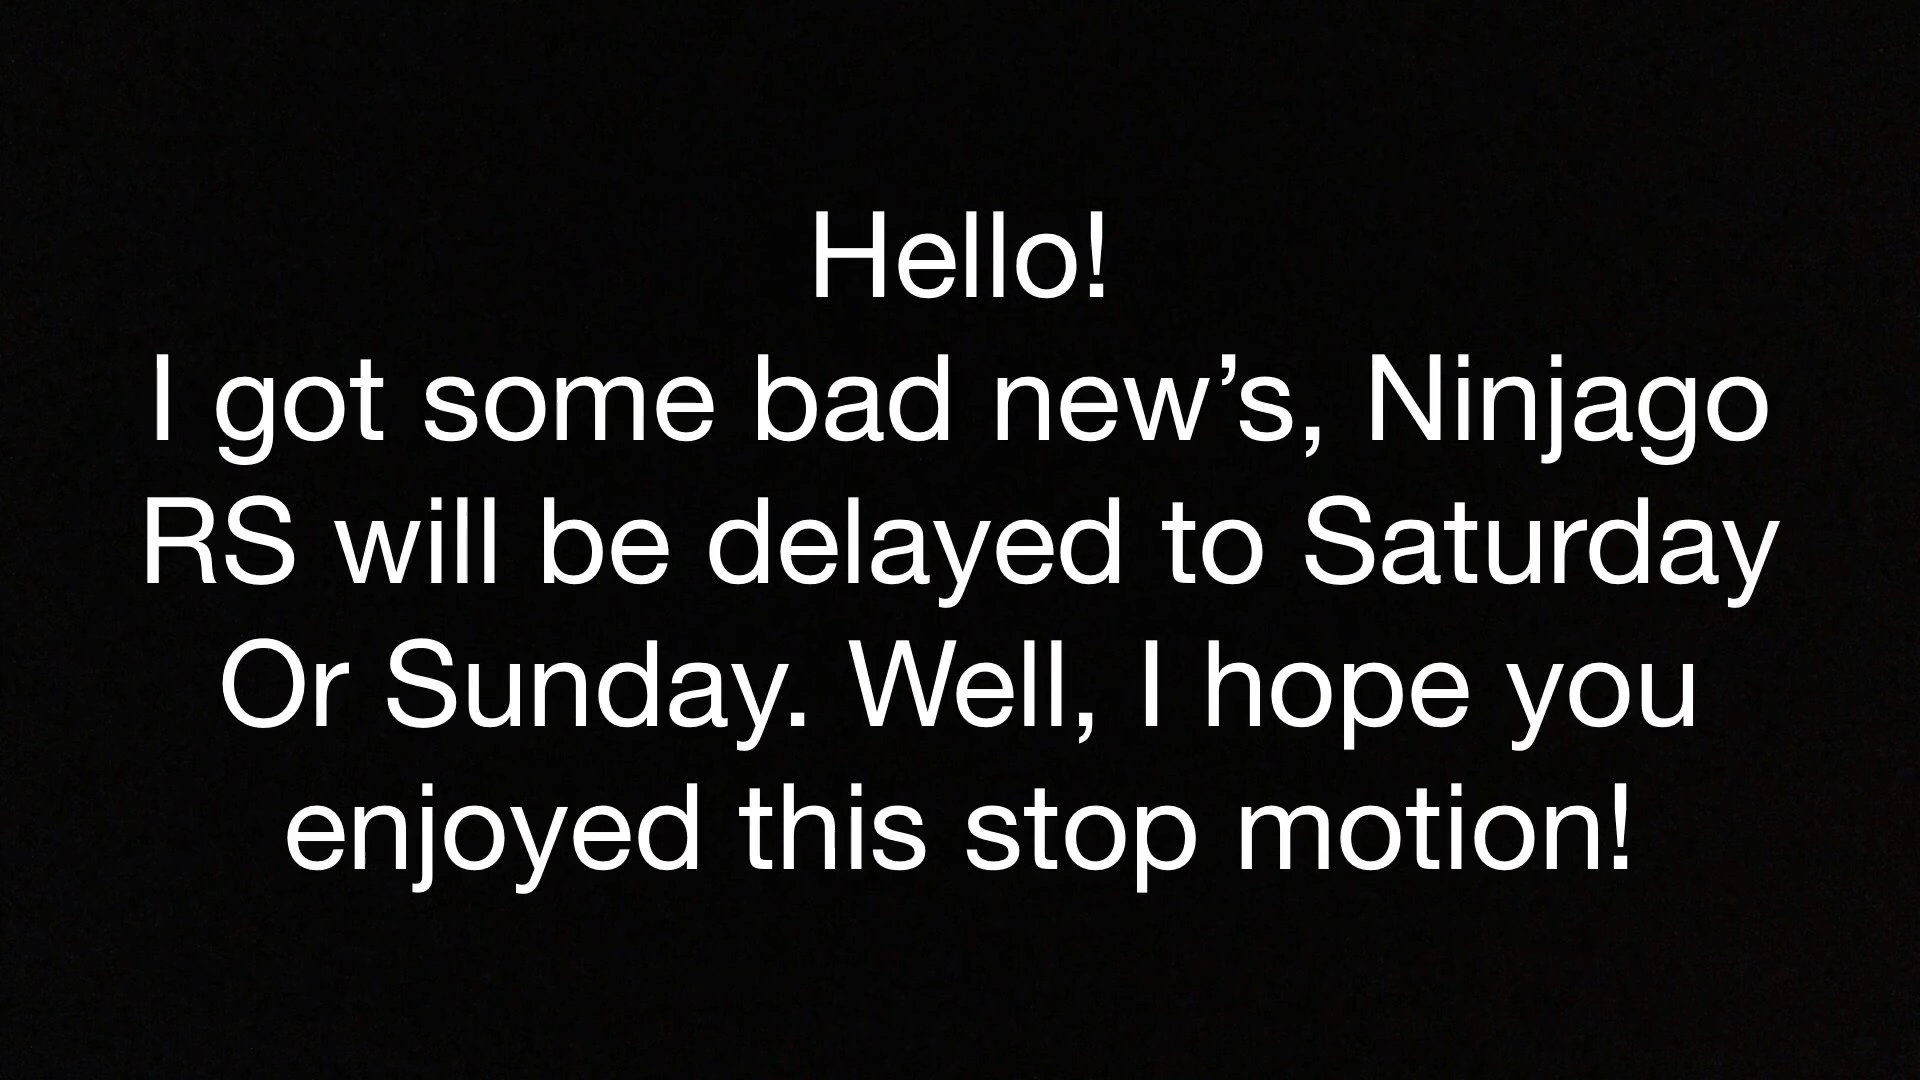 Hello!
I got some bad new’s, Ninjago
RS will be delayed to Saturday
Or Sunday. Well, I hope you
enjoyed this stop motion!